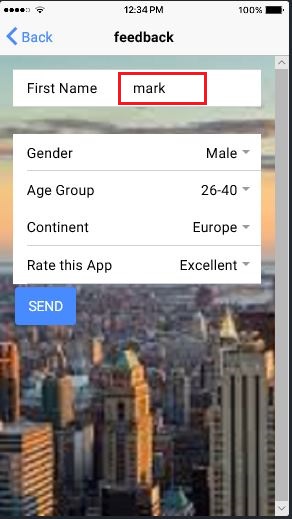 12:34 PM 100%
Back feedback
First Name mark
Gender Male
Age Group 26-40
Continent Europe
Rate this App Excellent
SEND